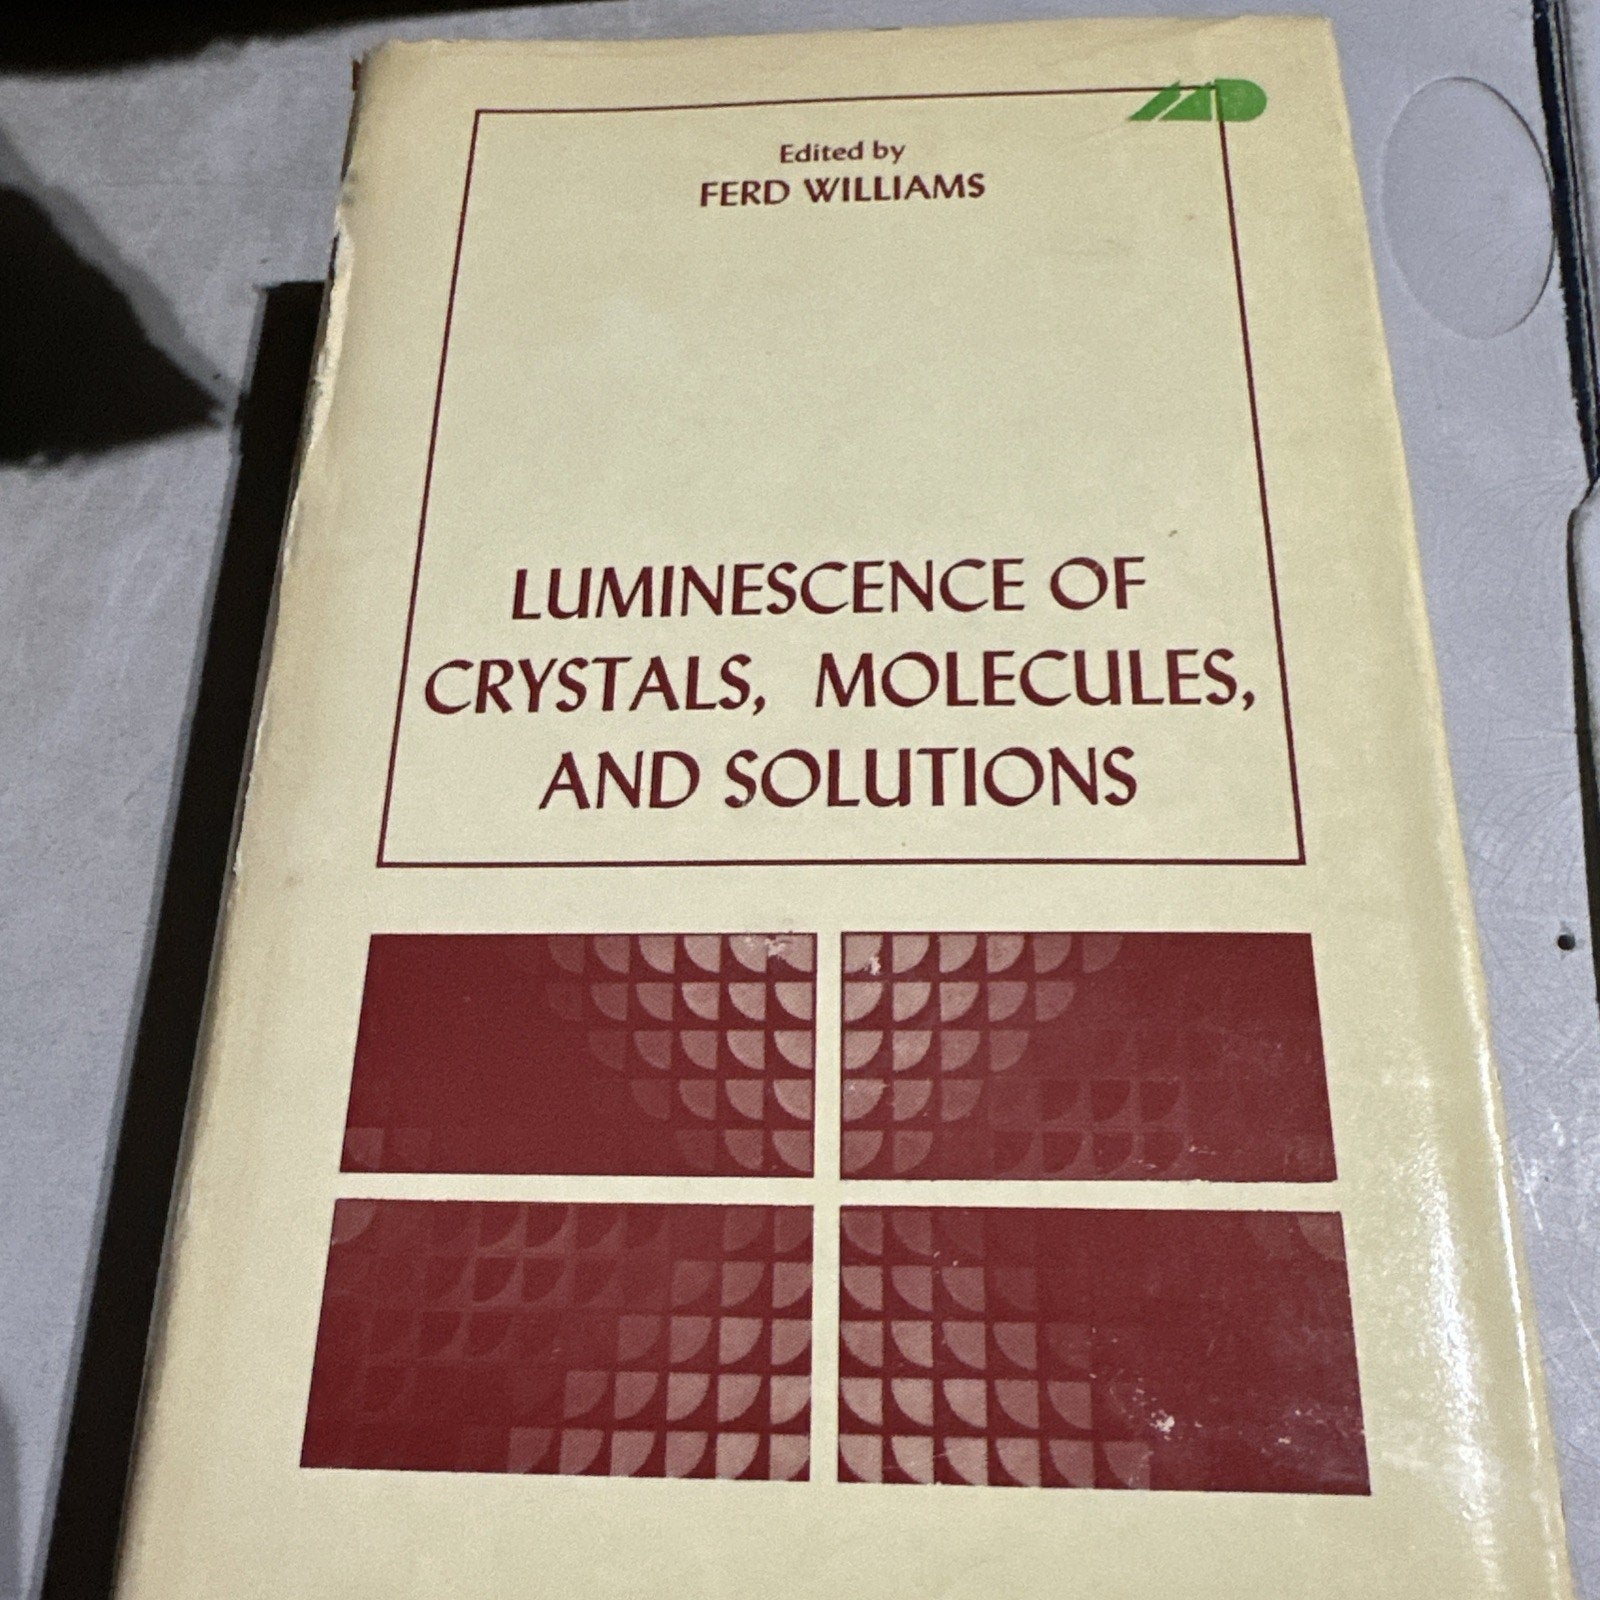 Edited by
FERD WILLIAMS
LUMINESCENCE OF
CRYSTALS, MOLECULES,
AND SOLUTIONS